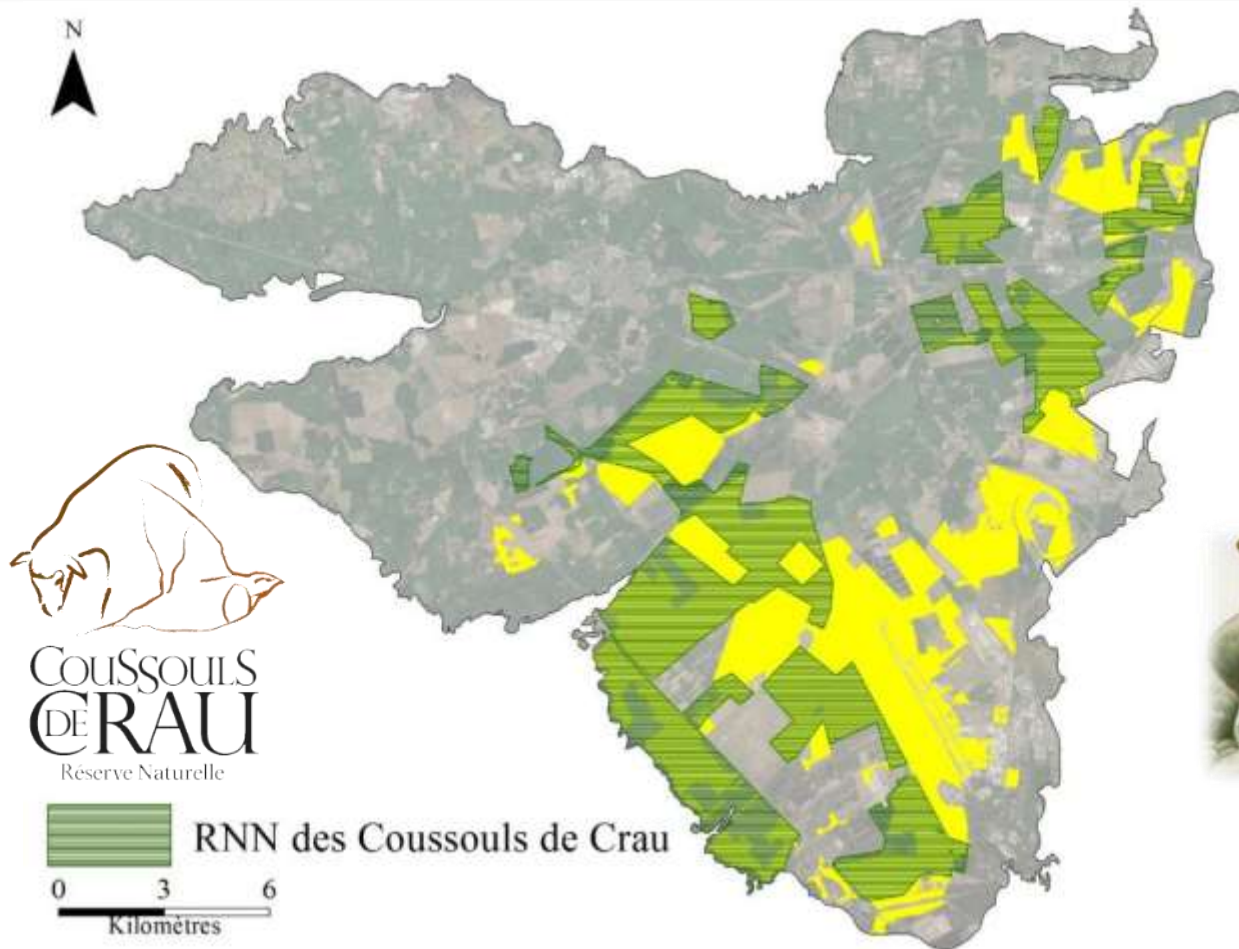 N
COUSSOULS
DE CRAU
Réserve Naturelle
RNN des Coussouls de Crau
0 3 6
Kilomètres